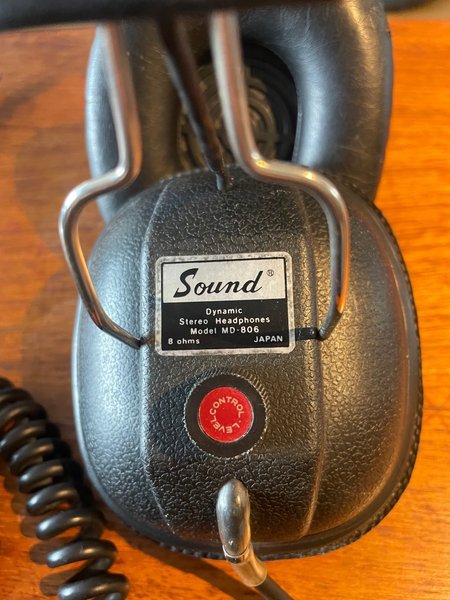 Sound ®
Dynamic
Stereo Headphones
Model MD-806
8 ohms JAPAN
LEVEL CONTROL